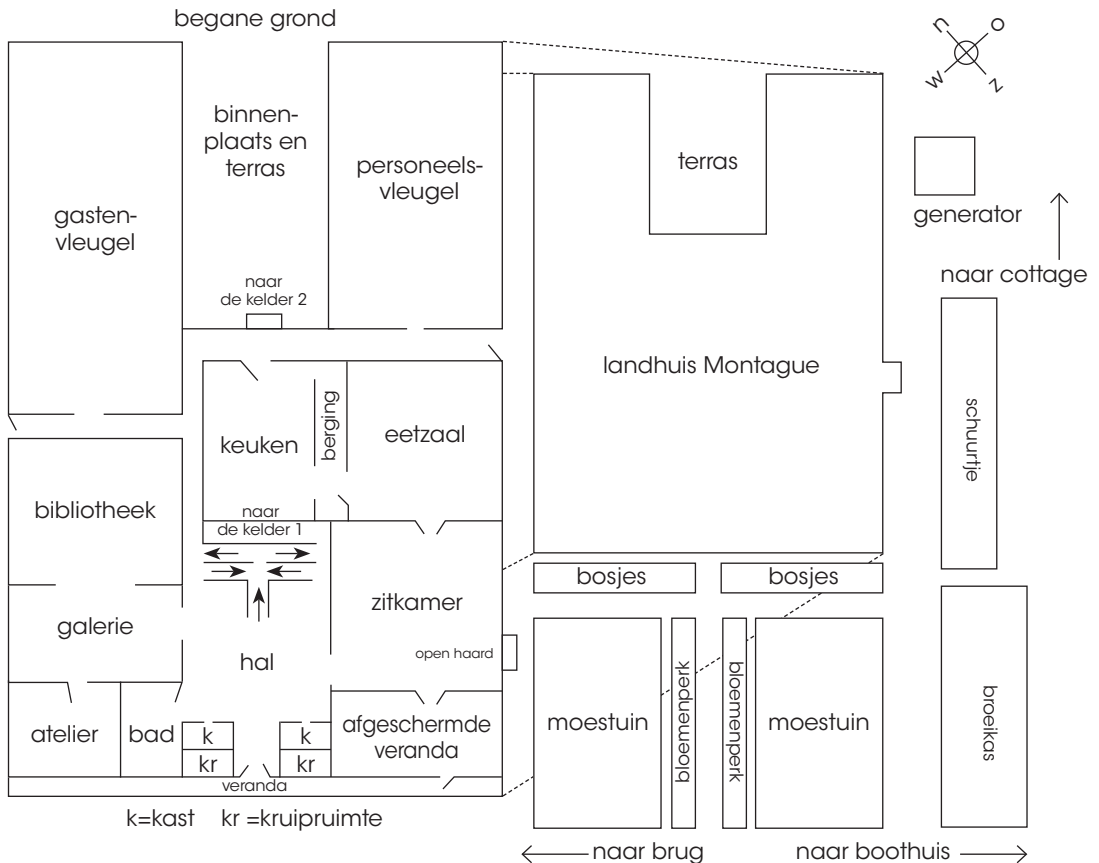 begane grond
n
o
w
z
binnen-
plaats en
terras
personeels-
vleugel
terras
gasten-
vleugel
generator
naar
de kelder 2
naar cottage
landhuis Montague
keuken
berging
eetzaal
schuurtje
bibliotheek
naar
de kelder 1
bosjes
bosjes
zitkamer
galerie
hal
open haard
atelier
bad
k
kr
k
kr
afgeschermde
veranda
moestuin
bloemenperk
bloemenperk
moestuin
broeikas
veranda
k=kast kr =kruipruimte
naar brug
naar boothuis